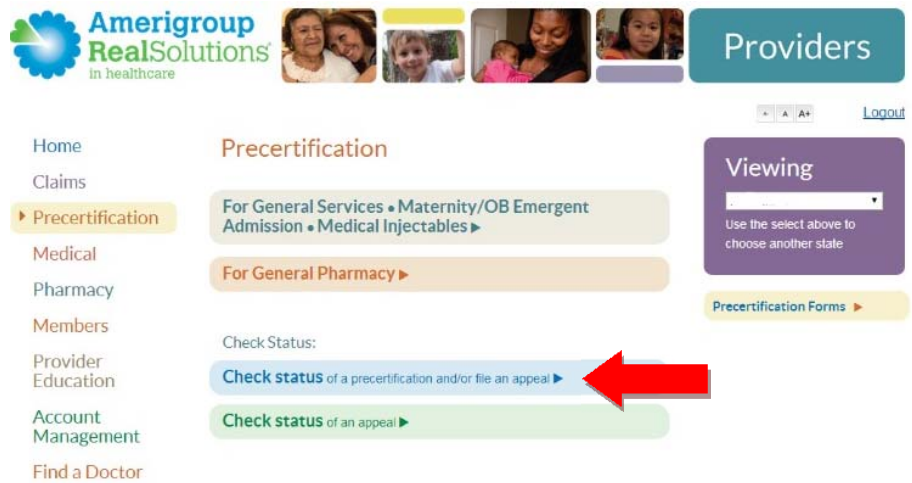 Amerigroup
RealSolutions
in healthcare
Providers
A A+
Logout
Home
Claims
Precertification
Medical
Pharmacy
Members
Provider
Education
Account
Management
Find a Doctor
Precertification
For General Services • Maternity/OB Emergent
Admission • Medical Injectables
For General Pharmacy
Check Status:
Check status of a precertification and/or file an appeal
Check status of an appeal
Viewing
Use the select above to
choose another state
Precertification Forms